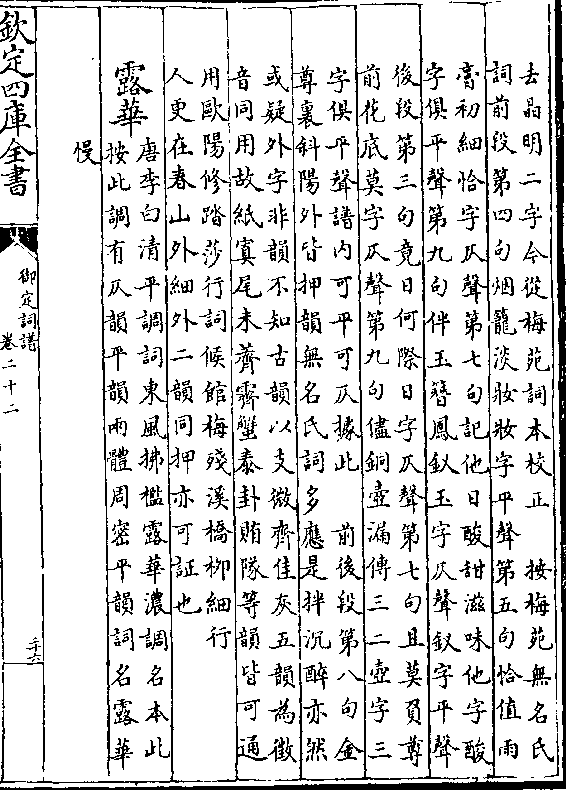 去晶明二字今從梅苑詞本校正　按梅苑無名氏
詞前段第四句烟籠淡妝妝字平聲第五句恰值雨
膏初細恰字仄聲第七句記他日酸甜滋味他字酸
字俱平聲第九句伴玉簪鳳釵玉字仄聲釵字平聲
後段第三句竟日何際日字仄聲第七句且莫負尊
前花底莫字仄聲第九句儘銅壺漏傳三二壺字三
字俱平聲譜内可平可仄據此　前後段第八句金
尊裏斜陽外皆押韻無名氏詞多應是拌沉醉亦然
或疑外字非韻不知古韻以支微齊佳灰五韻為徵
音同用故紙寘尾未薺霽蟹泰卦賄隊等韻皆可通
用歐陽修踏莎行詞候館梅殘溪橋柳細行
人更在春山外細外二韻同押亦可証也
露華
唐李白清平調詞東風拂檻露華濃調名本此
按此調有仄韻平韻兩體周密平韻詞名露華
慢
欽定四庫全書
御定詞譜
卷二十二
三六